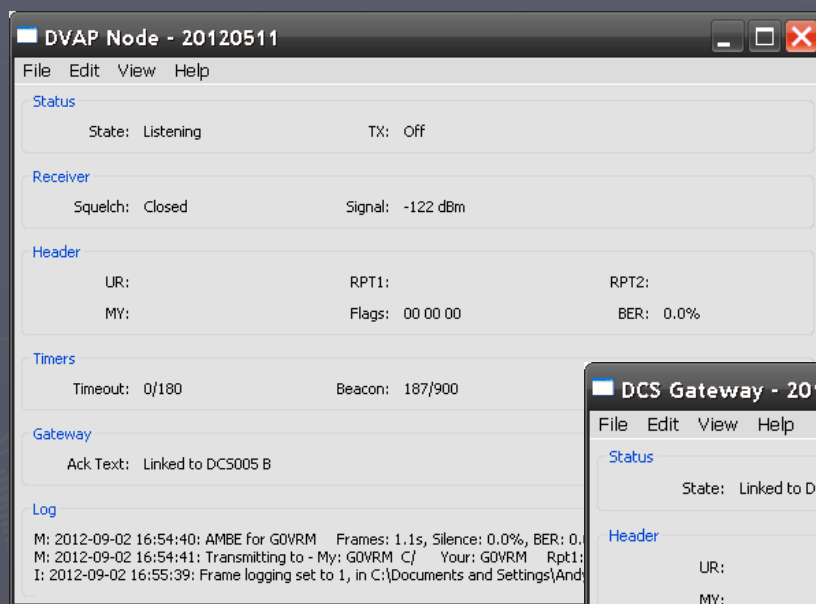 DVAP Node - 20120511
File Edit View Help
Status
State: Listening TX: Off
Receiver
Squelch: Closed Signal: -122 dBm
Header
UR: RPT1: RPT2:
MY: Flags: 00 00 00 BER: 0.0%
Timers
Timeout: 0/180 Beacon: 187/900
Gateway
Ack Text: Linked to DCS005 B
Log
M: 2012-09-02 16:54:40: AMBE for G0VRM Frames: 1.1s, Silence: 0.0%, BER: 0.
M: 2012-09-02 16:54:41: Transmitting to - My: G0VRM C/ Your: G0VRM Rpt1:
I: 2012-09-02 16:55:39: Frame logging set to 1, in C:\Documents and Settings\Andy
DCS Gateway - 20
File Edit View Help
Status
State: Linked to D
Header
UR:
MY: